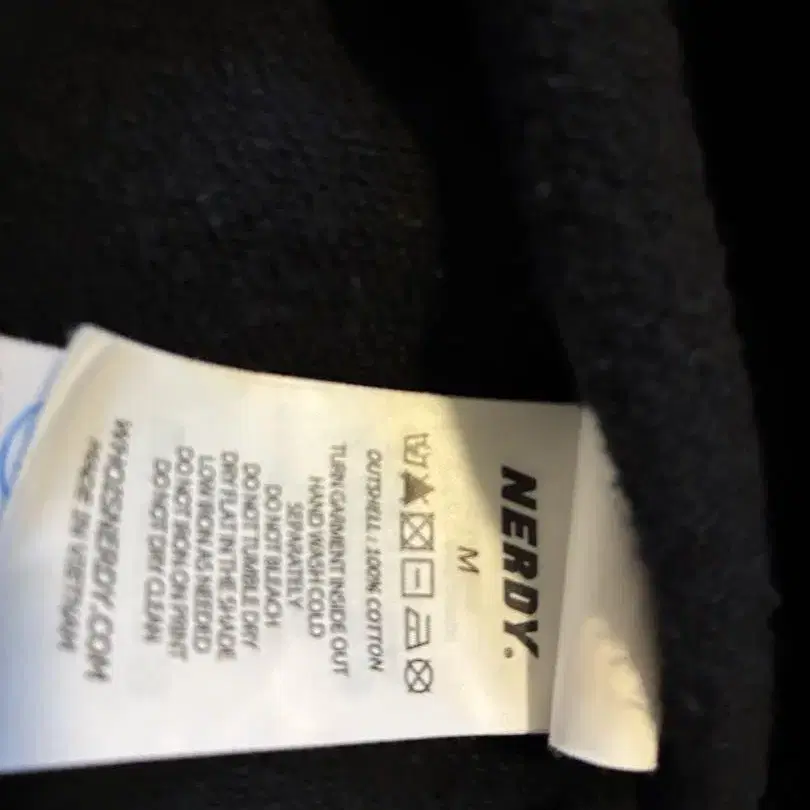 NERDY.
M
OUTSHELL : 100% COTTON
TURN GARMENT INSIDE OUT
HAND WASH COLD
SEPARATELY
DO NOT BLEACH
DO NOT TUMBLE DRY
DRY FLAT IN THE SHADE
LOW IRON AS NEEDED
DO NOT IRON ON PRINT
DO NOT DRY CLEAN
WHOISNERDY.COM
MADE IN VIETNAM